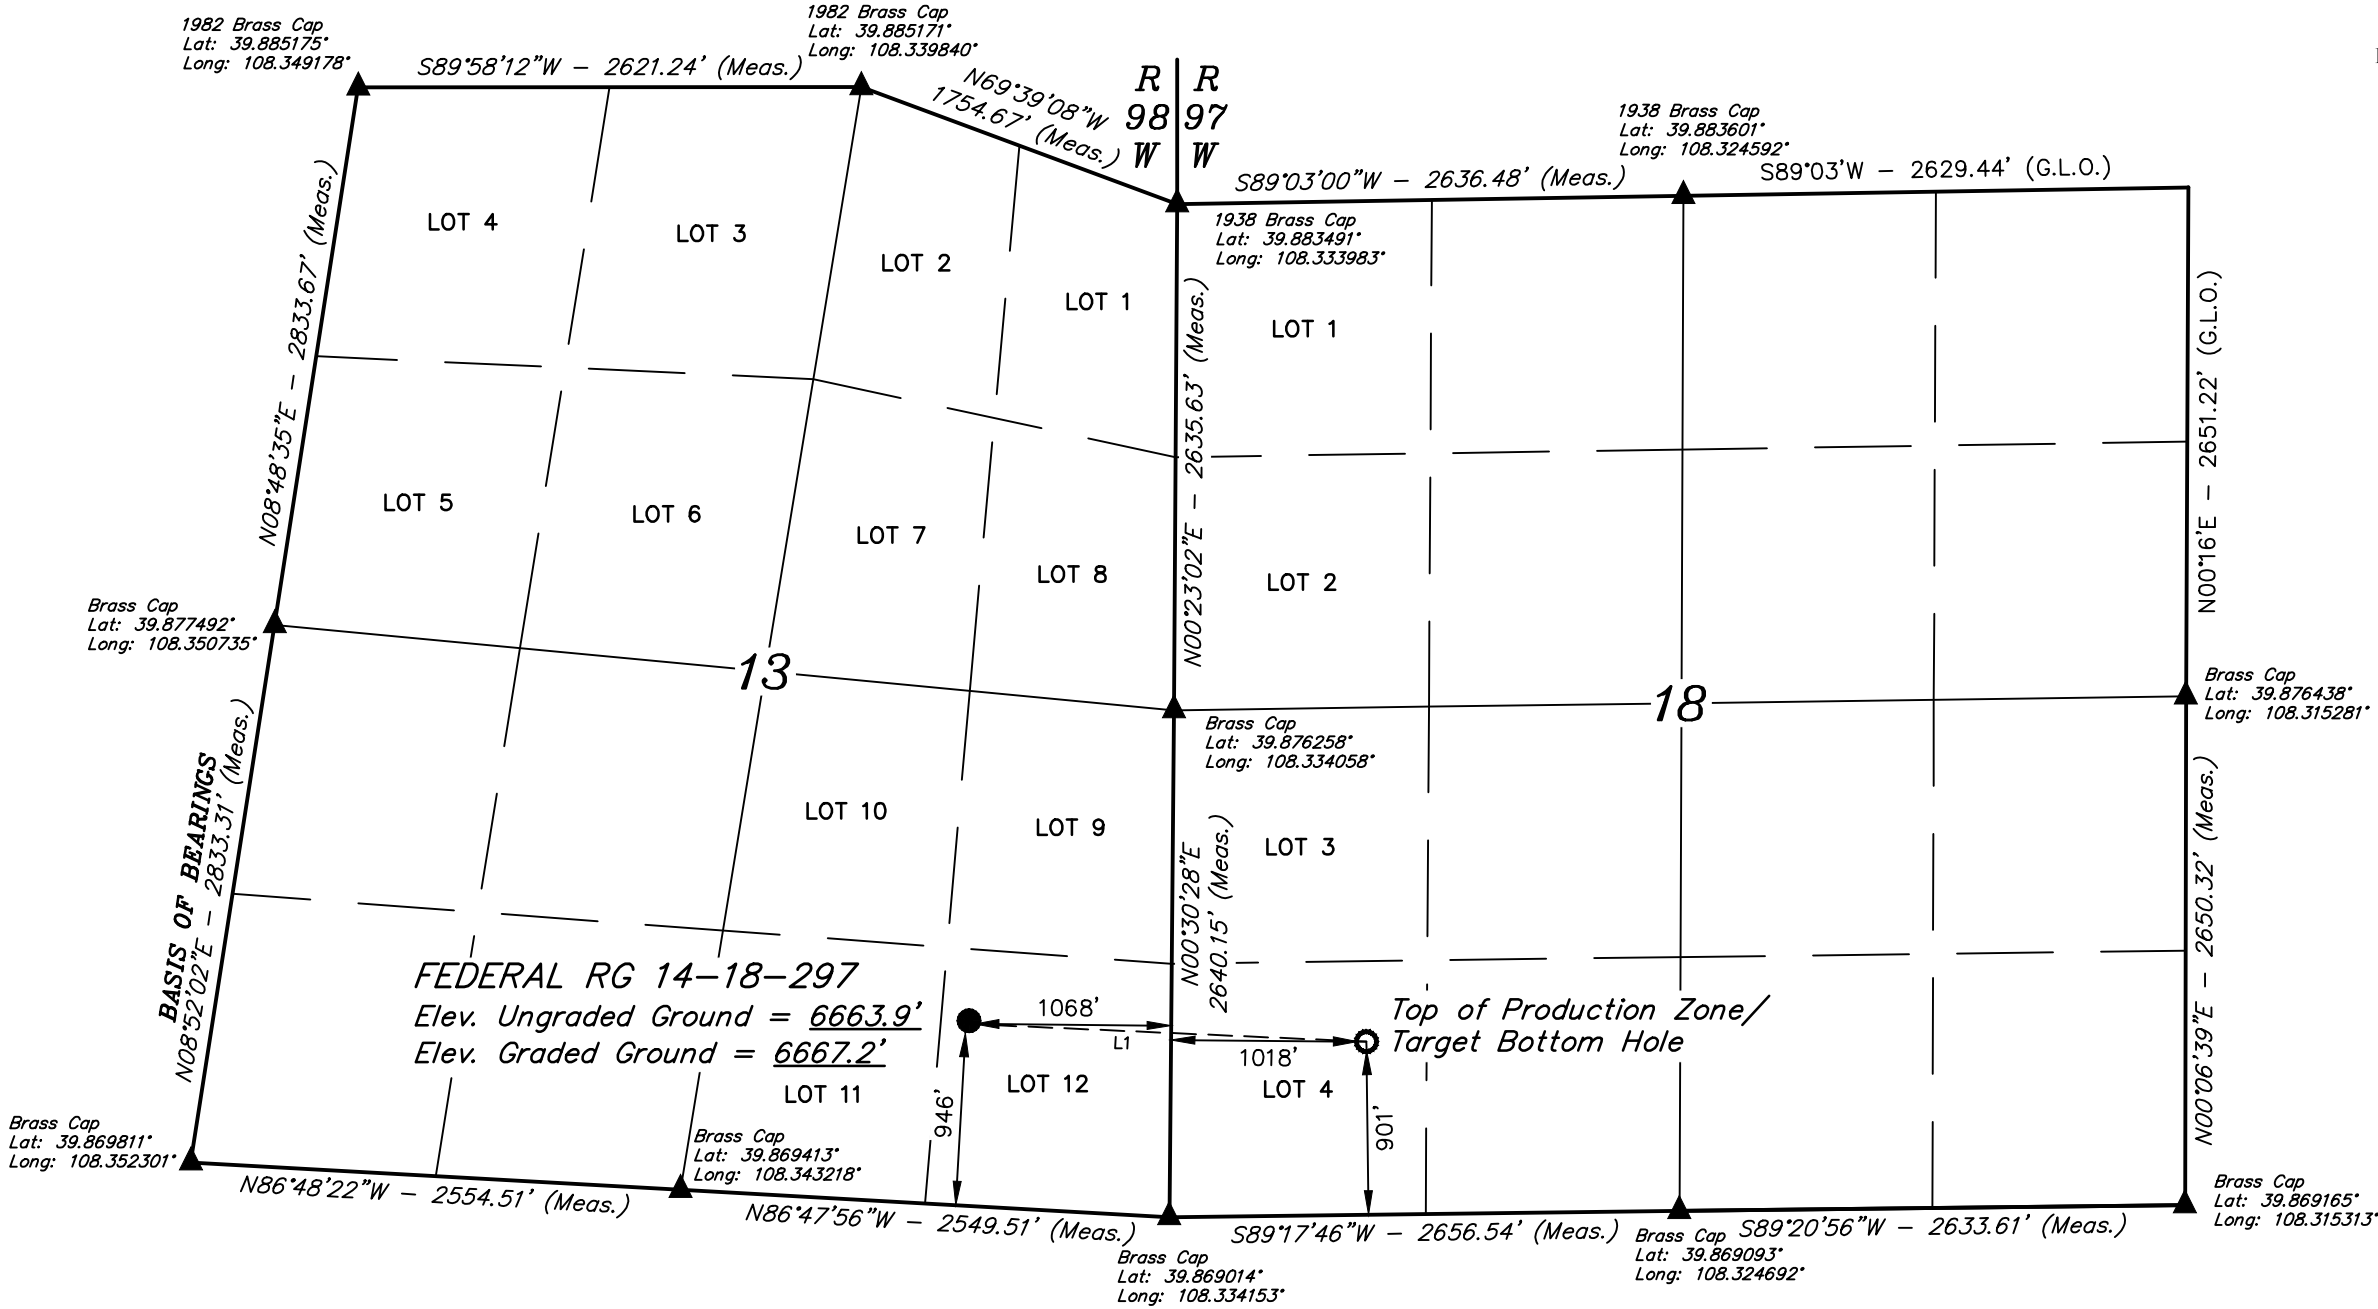 1982 Brass Cap
Lat: 39.885175°
Long: 108.349178°
1982 Brass Cap
Lat: 39.885171°
Long: 108.339840°
S89°58'12"W - 2621.24' (Meas.)
N69°39'08"W
1754.67' (Meas.)
R
98
W
R
97
W
1938 Brass Cap
Lat: 39.883601°
Long: 108.324592°
S89°03'00"W - 2636.48' (Meas.)
S89°03'W - 2629.44' (G.L.O.)
1938 Brass Cap
Lat: 39.883491°
Long: 108.333983°
LOT 4
LOT 3
LOT 2
LOT 1
LOT 1
N08°48'35"E - 2833.67' (Meas.)
N00°23'02"E - 2635.63' (Meas.)
N00°16'E - 2651.22' (G.L.O.)
LOT 5
LOT 6
LOT 7
LOT 8
LOT 2
Brass Cap
Lat: 39.877492°
Long: 108.350735°
13
18
Brass Cap
Lat: 39.876438°
Long: 108.315281°
Brass Cap
Lat: 39.876258°
Long: 108.334058°
BASIS OF BEARINGS
N08°52'02"E - 2833.31' (Meas.)
LOT 10
LOT 9
LOT 3
N00°30'28"E
2640.15' (Meas.)
N00°06'39"E - 2650.32' (Meas.)
FEDERAL RG 14-18-297
Elev. Ungraded Ground = 6663.9'
Elev. Graded Ground = 6667.2'
1068'
L1
1018'
Top of Production Zone/
Target Bottom Hole
946'
901'
LOT 11
LOT 12
LOT 4
Brass Cap
Lat: 39.869811°
Long: 108.352301°
Brass Cap
Lat: 39.869413°
Long: 108.343218°
N86°48'22"W - 2554.51' (Meas.)
N86°47'56"W - 2549.51' (Meas.)
S89°17'46"W - 2656.54' (Meas.)
S89°20'56"W - 2633.61' (Meas.)
Brass Cap
Lat: 39.869014°
Long: 108.334153°
Brass Cap
Lat: 39.869093°
Long: 108.324692°
Brass Cap
Lat: 39.869165°
Long: 108.315313°